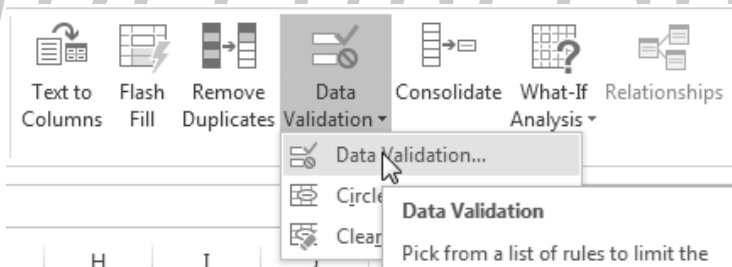 Text to Columns
Flash Fill
Remove Duplicates
Data Validation
Consolidate
What-If Analysis
Relationships
Data Validation...
Circle
Clear
Data Validation
Pick from a list of rules to limit the
H
I